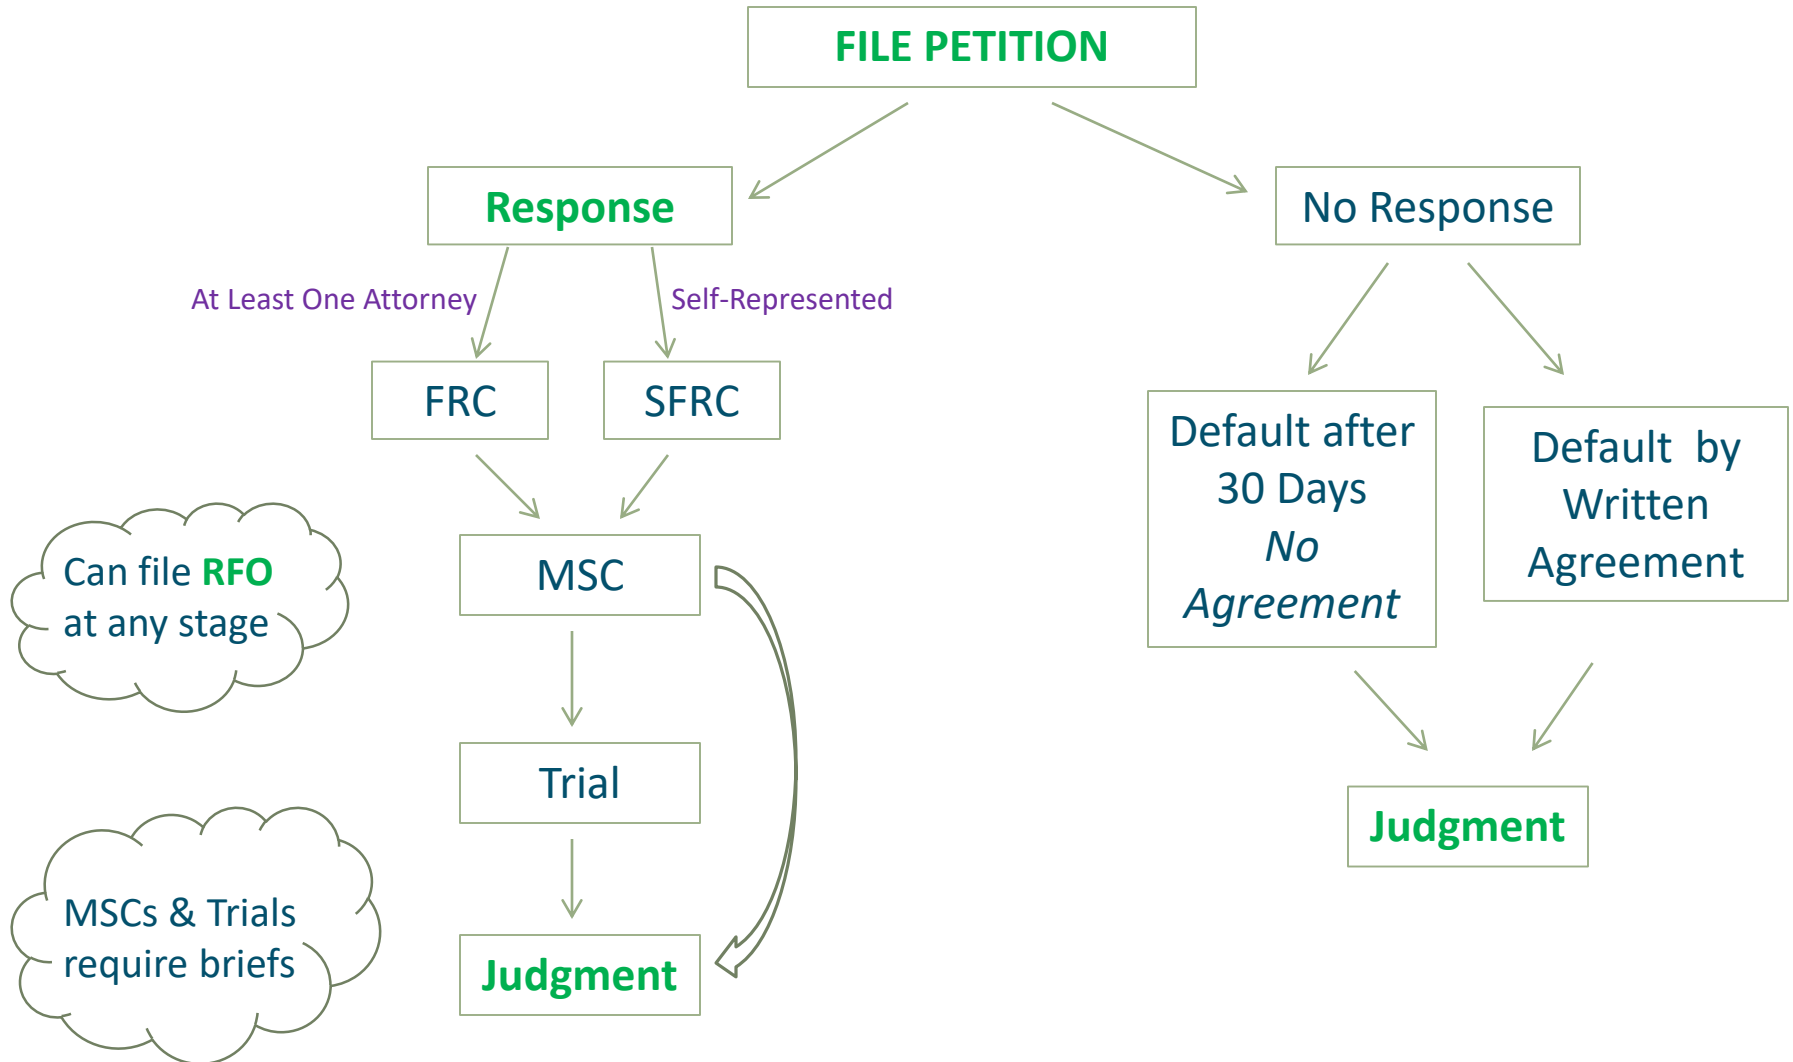 FILE PETITION
Response
No Response
At Least One Attorney
Self-Represented
FRC
SFRC
Default after
30 Days
No
Agreement
Default by
Written
Agreement
Can file RFO
at any stage
MSC
Trial
Judgment
MSCs & Trials
require briefs
Judgment